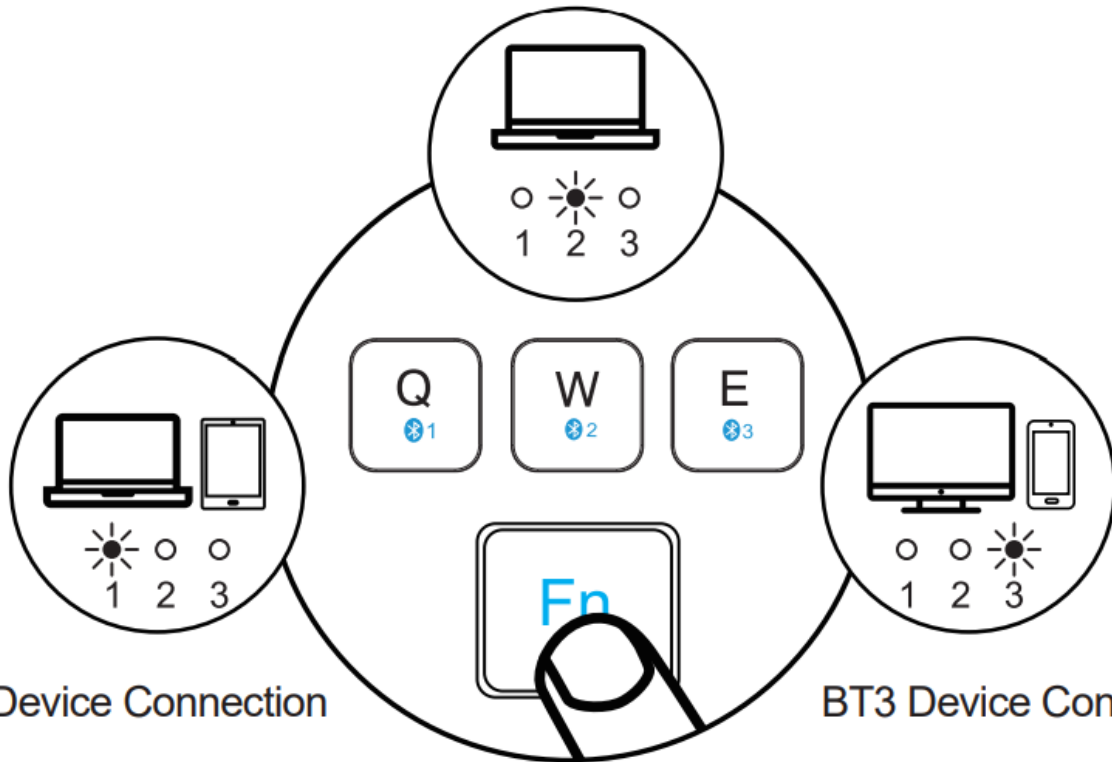 1 2 3
Q W E
1 2 3
Fn
1 2 3
1 2 3
Device Connection
BT3 Device Con